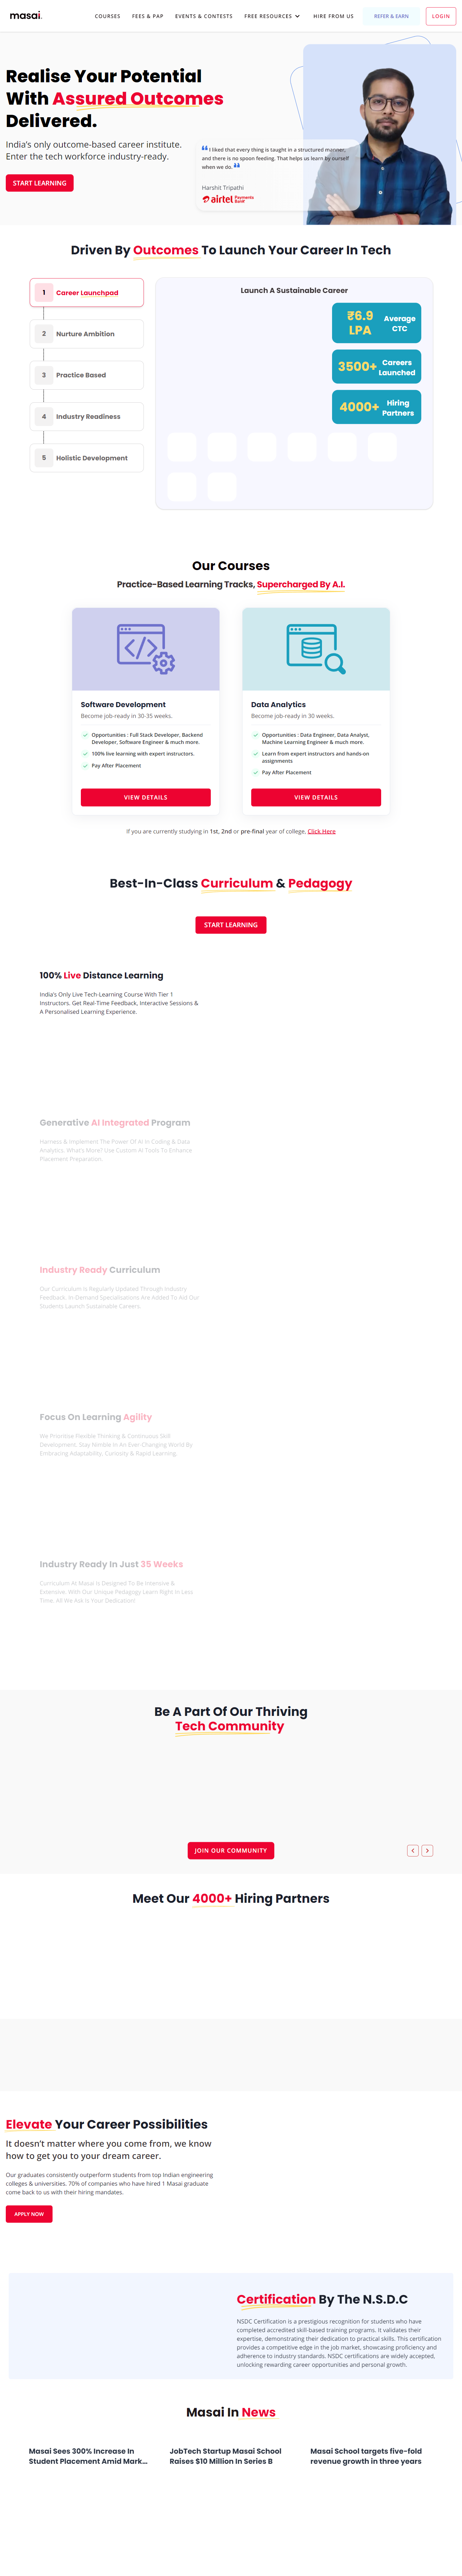 masai.
COURSES
FEES & PAP
EVENTS & CONTESTS
FREE RESOURCES
HIRE FROM US
REFER & EARN
LOGIN
Realise Your Potential
With Assured Outcomes
Delivered.
India's only outcome-based career institute.
Enter the tech workforce industry-ready.
START LEARNING
I liked that every thing is taught in a structured manner,
and there is no spoon feeding. That helps us learn by ourself
when we do.
Harshit Tripathi
airtel Payments Bank
Driven By Outcomes To Launch Your Career In Tech
1 Career Launchpad
2 Nurture Ambition
3 Practice Based
4 Industry Readiness
5 Holistic Development
Launch A Sustainable Career
₹6.9
LPA
Average
CTC
3500+
Careers
Launched
4000+
Hiring
Partners
Our Courses
Practice-Based Learning Tracks, Supercharged By A.I.
Software Development
Become job-ready in 30-35 weeks.
Opportunities : Full Stack Developer, Backend
Developer, Software Engineer & much more.
100% live learning with expert instructors.
Pay After Placement
VIEW DETAILS
Data Analytics
Become job-ready in 30 weeks.
Opportunities : Data Engineer, Data Analyst,
Machine Learning Engineer & much more.
Learn from expert instructors and hands-on
assignments
Pay After Placement
VIEW DETAILS
If you are currently studying in 1st, 2nd or pre-final year of college. Click Here
Best-In-Class Curriculum & Pedagogy
START LEARNING
100% Live Distance Learning
India's Only Live Tech-Learning Course With Tier 1
Instructors. Get Real-Time Feedback, Interactive Sessions &
A Personalised Learning Experience.
Generative AI Integrated Program
Harness & Implement The Power Of AI In Coding & Data
Analytics. What's More? Use Custom AI Tools To Enhance
Placement Preparation.
Industry Ready Curriculum
Our Curriculum Is Regularly Updated Through Industry
Feedback. In Demand Specialisations Are Added To Aid Our
Students Launch Sustainable Careers.
Focus On Learning Agility
We Prioritise Flexible Thinking & Continuous Skill
Development. Stay Nimble In An Ever-Changing World By
Embracing Adaptability, Curiosity & Rapid Learning.
Industry Ready In Just 35 Weeks
Curriculum At Masai Is Designed To Be Intensive &
Extensive. With Our Unique Pedagogy Learn Right In Less
Time. All We Ask Is Your Dedication!
Be A Part Of Our Thriving
Tech Community
JOIN OUR COMMUNITY
Meet Our 4000+ Hiring Partners
Elevate Your Career Possibilities
It doesn't matter where you come from, we know
how to get you to your dream career.
Our graduates consistently outperform students from top Indian engineering
colleges & universities. 70% of companies who have hired 1 Masai graduate
come back to us with their hiring mandates.
APPLY NOW
Certification By The N.S.D.C
NSDC Certification is a prestigious recognition for students who have
completed accredited skill-based training programs. It validates their
expertise, demonstrating their dedication to practical skills. This certification
provides a competitive edge in the job market, showcasing proficiency and
adherence to industry standards. NSDC certifications are widely accepted,
unlocking rewarding career opportunities and personal growth.
Masai In News
Masai Sees 300% Increase In
Student Placement Amid Mark...
JobTech Startup Masai School
Raises $10 Million In Series B
Masai School targets five-fold
revenue growth in three years